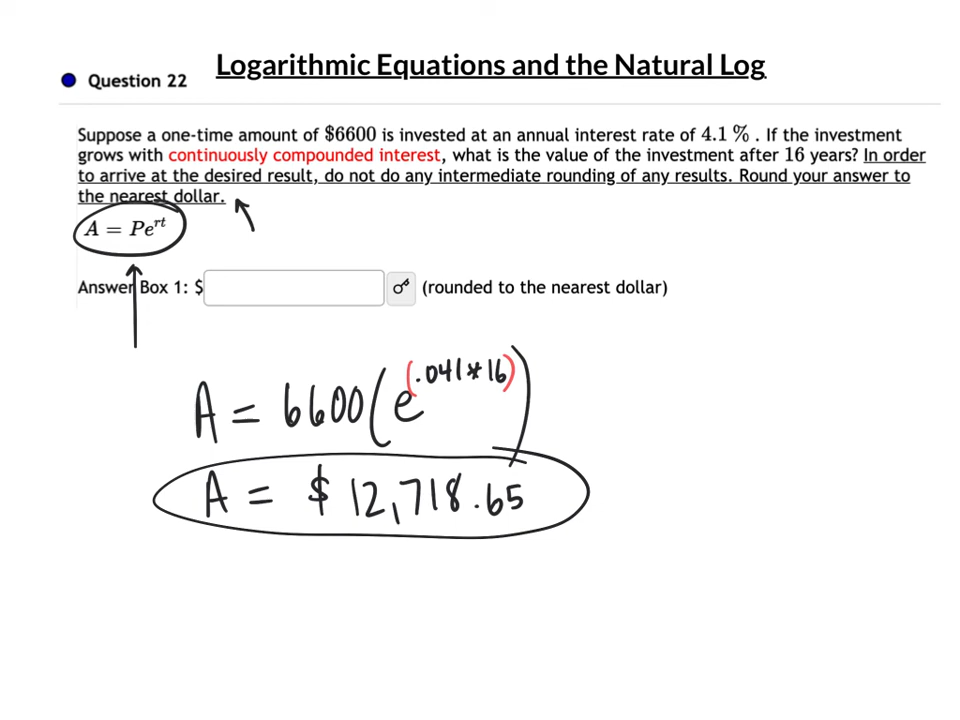 Logarithmic Equations and the Natural Log
Question 22
Suppose a one-time amount of $6600 is invested at an annual interest rate of 4.1 % . If the investment
grows with continuously compounded interest, what is the value of the investment after 16 years? In order
to arrive at the desired result, do not do any intermediate rounding of any results. Round your answer to
the nearest dollar.
A = Pe^rt
Answer Box 1: $ (rounded to the nearest dollar)
A = 6600(e^(.041*16))
A = $ 12,718.65